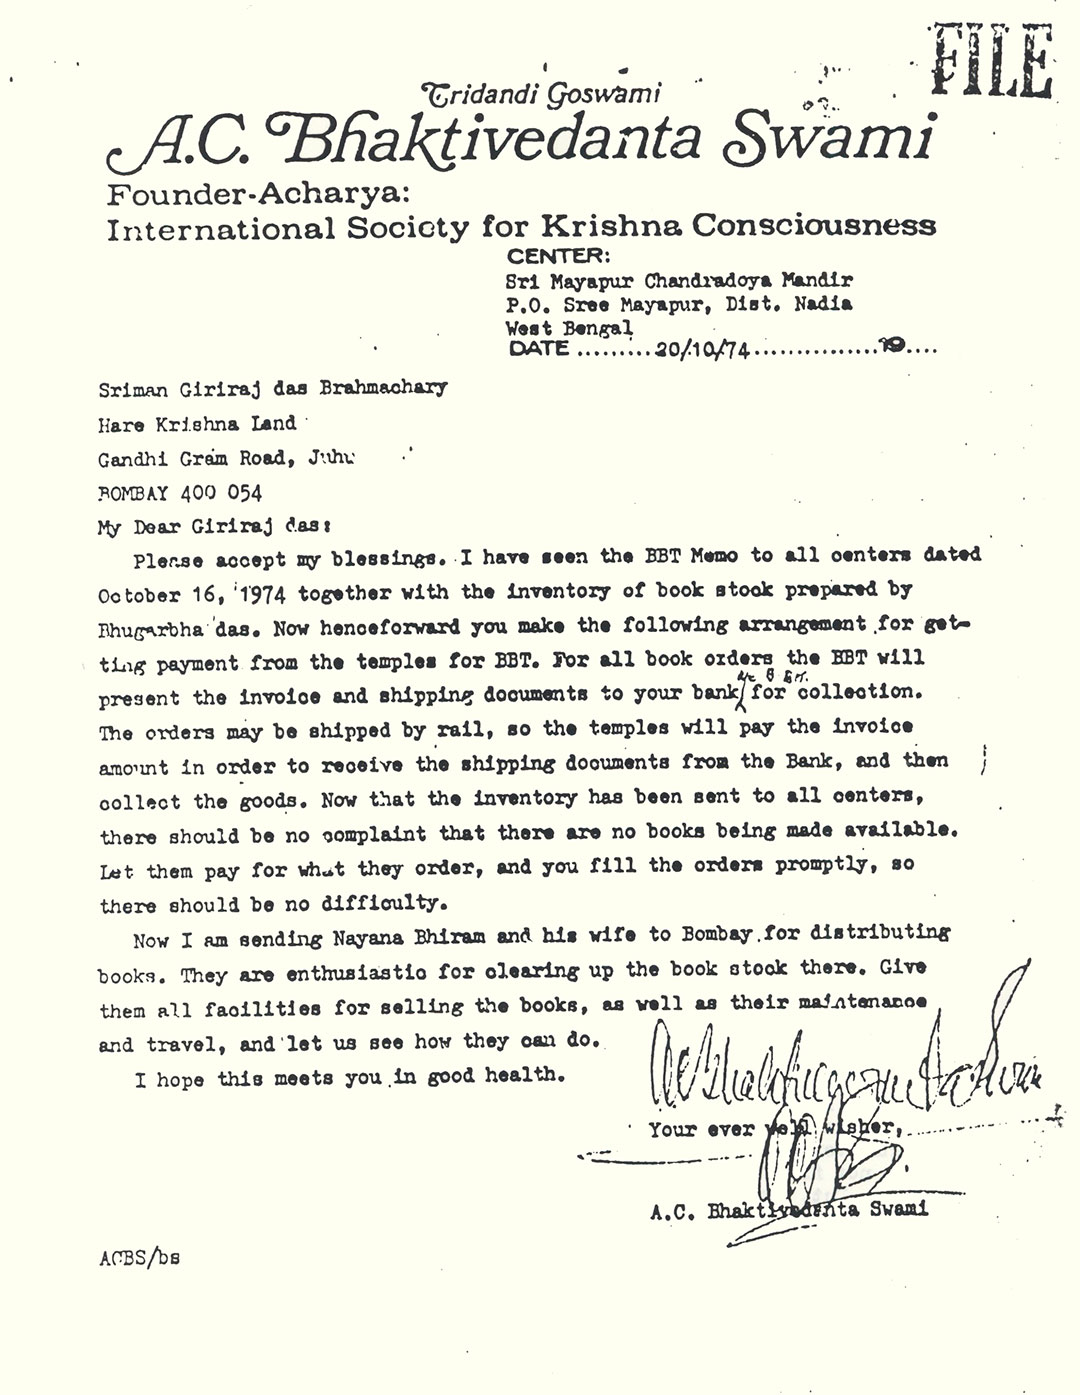 FILE
Tridandi Goswami
A.C. Bhaktivedanta Swami
Founder-Acharya:
International Society for Krishna Consciousness
CENTER:
Sri Mayapur Chandradoya Mandir
P.O. Sree Mayapur, Dist. Nadia
West Bengal
DATE .........20/10/74...............19....
Sriman Giriraj das Brahmachary
Hare Krishna Land
Gandhi Gram Road, Juhu
BOMBAY 400 054
My Dear Giriraj das:
Please accept my blessings. I have seen the BBT Memo to all centers dated
October 16, 1974 together with the inventory of book stock prepared by
Bhugarbha das. Now henceforward you make the following arrangement for get-
ting payment from the temples for BBT. For all book orders the BBT will
present the invoice and shipping documents to your bank for collection.
The orders may be shipped by rail, so the temples will pay the invoice
amount in order to receive the shipping documents from the Bank, and then
collect the goods. Now that the inventory has been sent to all centers,
there should be no complaint that there are no books being made available.
Let them pay for what they order, and you fill the orders promptly, so
there should be no difficulty.
Now I am sending Nayana Bhiram and his wife to Bombay for distributing
books. They are enthusiastic for clearing up the book stock there. Give
them all facilities for selling the books, as well as their maintenance
and travel, and let us see how they can do.
I hope this meets you in good health.
Your ever well wisher,
A.C. Bhaktivedanta Swami
ACBS/bs